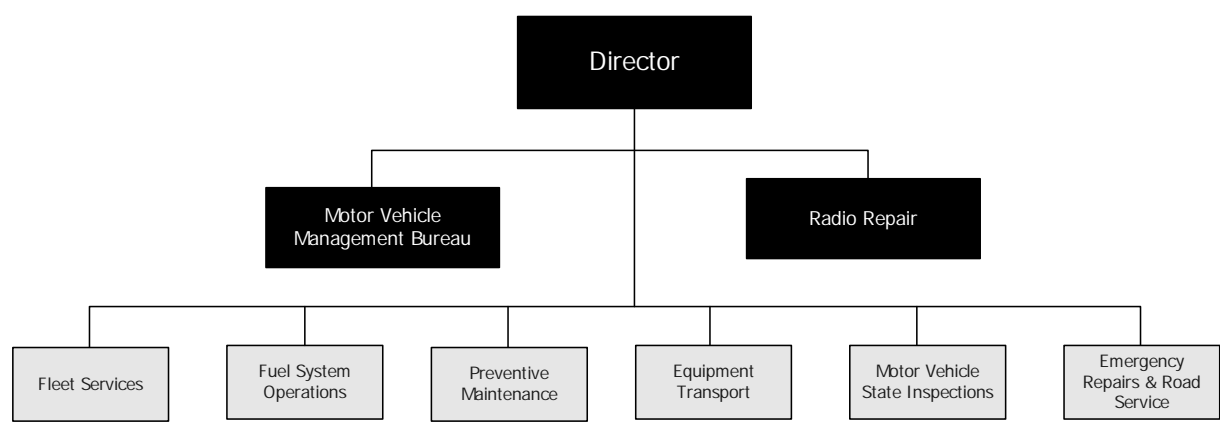 Director
Motor Vehicle
Management Bureau
Radio Repair
Fleet Services
Fuel System
Operations
Preventive
Maintenance
Equipment
Transport
Motor Vehicle
State Inspections
Emergency
Repairs & Road
Service